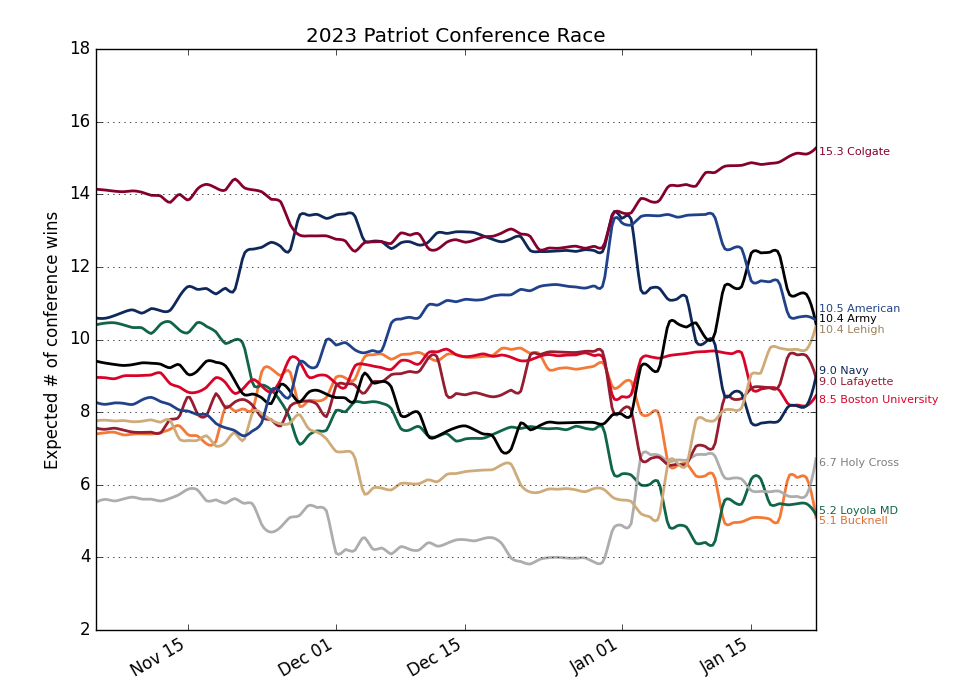 2023 Patriot Conference Race
Expected # of conference wins
18
16
14
12
10
8
6
4
2
Nov 15
Dec 01
Dec 15
Jan 01
Jan 15
15.3 Colgate
10.5 American
10.4 Army
10.4 Lehigh
9.0 Navy
9.0 Lafayette
8.5 Boston University
6.7 Holy Cross
5.2 Loyola MD
5.1 Bucknell